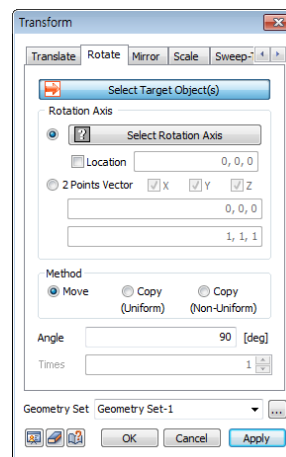 Transform
Translate Rotate Mirror Scale Sweep-
Select Target Object(s)
Rotation Axis
Select Rotation Axis
Location 0, 0, 0
2 Points Vector X Y Z
0, 0, 0
1, 1, 1
Method
Move Copy (Uniform) Copy (Non-Uniform)
Angle 90 [deg]
Times 1
Geometry Set Geometry Set-1 ...
OK Cancel Apply